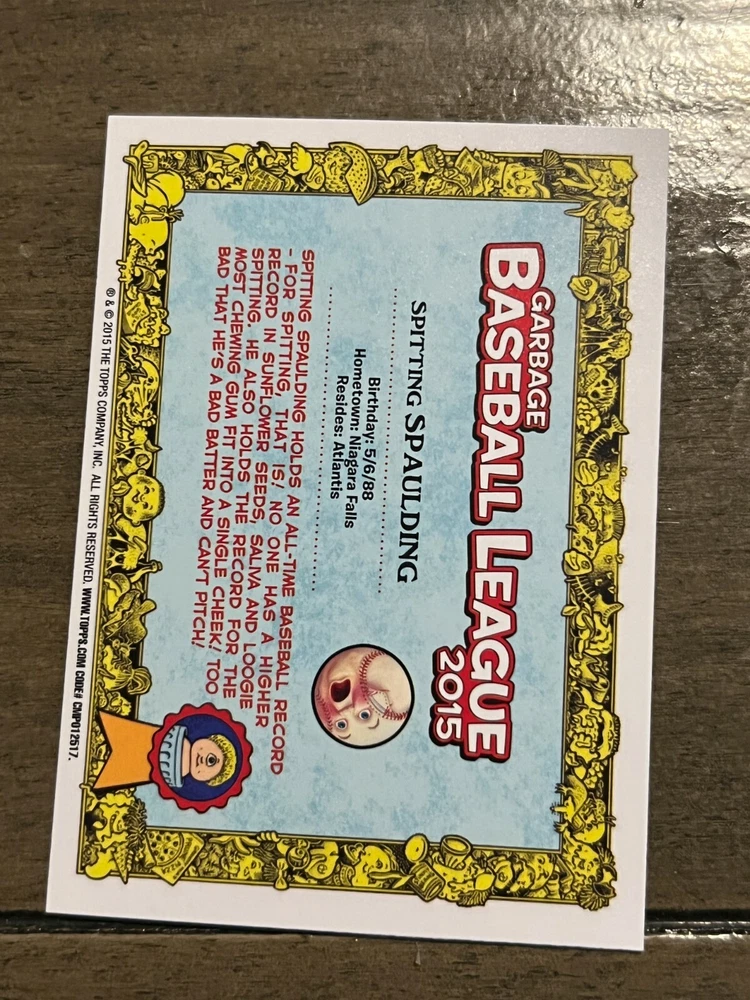 GARBAGE
BASEBALL LEAGUE
2015
SPITTING SPAULDING
Birthday: 5/6/88
Hometown: Niagara Falls
Resides: Atlantis
SPITTING SPAULDING HOLDS AN ALL-TIME BASEBALL RECORD
- FOR SPITTING, THAT IS! NO ONE HAS A HIGHER
RECORD IN SUNFLOWER SEEDS, SALIVA AND LOOGIE
SPITTING. HE ALSO HOLDS THE RECORD FOR THE
MOST CHEWING GUM FIT INTO A SINGLE CHEEK! TOO
BAD THAT HE'S A BAD BATTER AND CAN'T PITCH!
® & © 2015 THE TOPPS COMPANY, INC. ALL RIGHTS RESERVED. WWW.TOPPS.COM CODE# CMP012517.